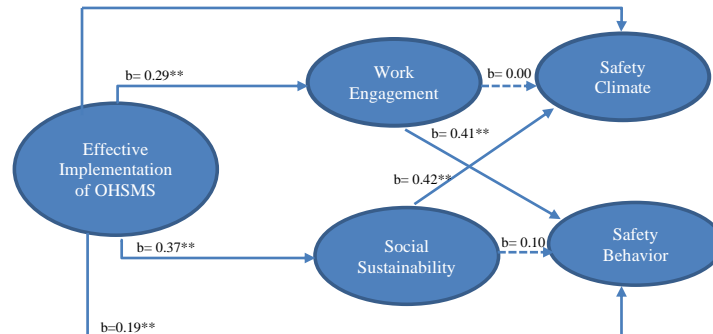 Work
Engagement
Safety
Climate
b= 0.29**
b= 0.00
Effective
Implementation
of OHSMS
b= 0.41**
b= 0.42**
b= 0.37**
Social
Sustainability
b= 0.10
Safety
Behavior
b=0.19**